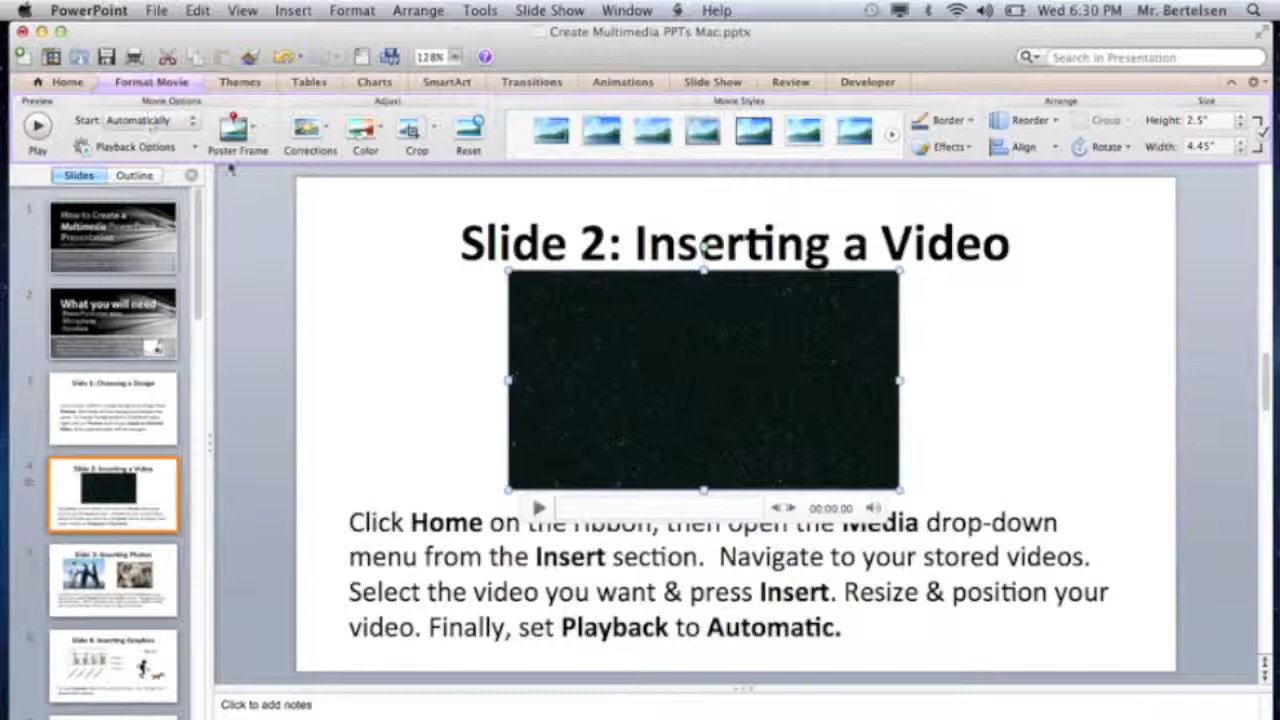 PowerPoint File Edit View Insert Format Arrange Tools Slide Show Window Help Wed 6:30 PM Mr. Bertelsen
Create Multimedia PPTs Mac.pptx
128% Search in Presentation
Home Format Movie Themes Tables Charts SmartArt Transitions Animations Slide Show Review Developer
Preview Movie Options Adjust Movie Styles Arrange Size
Start: Automatically Border Reorder Group Height: 2.5"
Play Playback Options Poster Frame Corrections Color Crop Reset Effects Align Rotate Width: 4.45"
Slides Outline
1
How to Create a
Multimedia PowerPoint
Presentation
2
What you will need
Slide 1: Choosing a Design
4
Slide 2: Inserting a Video
Slide 3: Inserting Photos
Slide 4: Inserting Graphics
Slide 2: Inserting a Video
00:00.00
Click Home on the ribbon, then open the Media drop-down
menu from the Insert section. Navigate to your stored videos.
Select the video you want & press Insert. Resize & position your
video. Finally, set Playback to Automatic.
Click to add notes